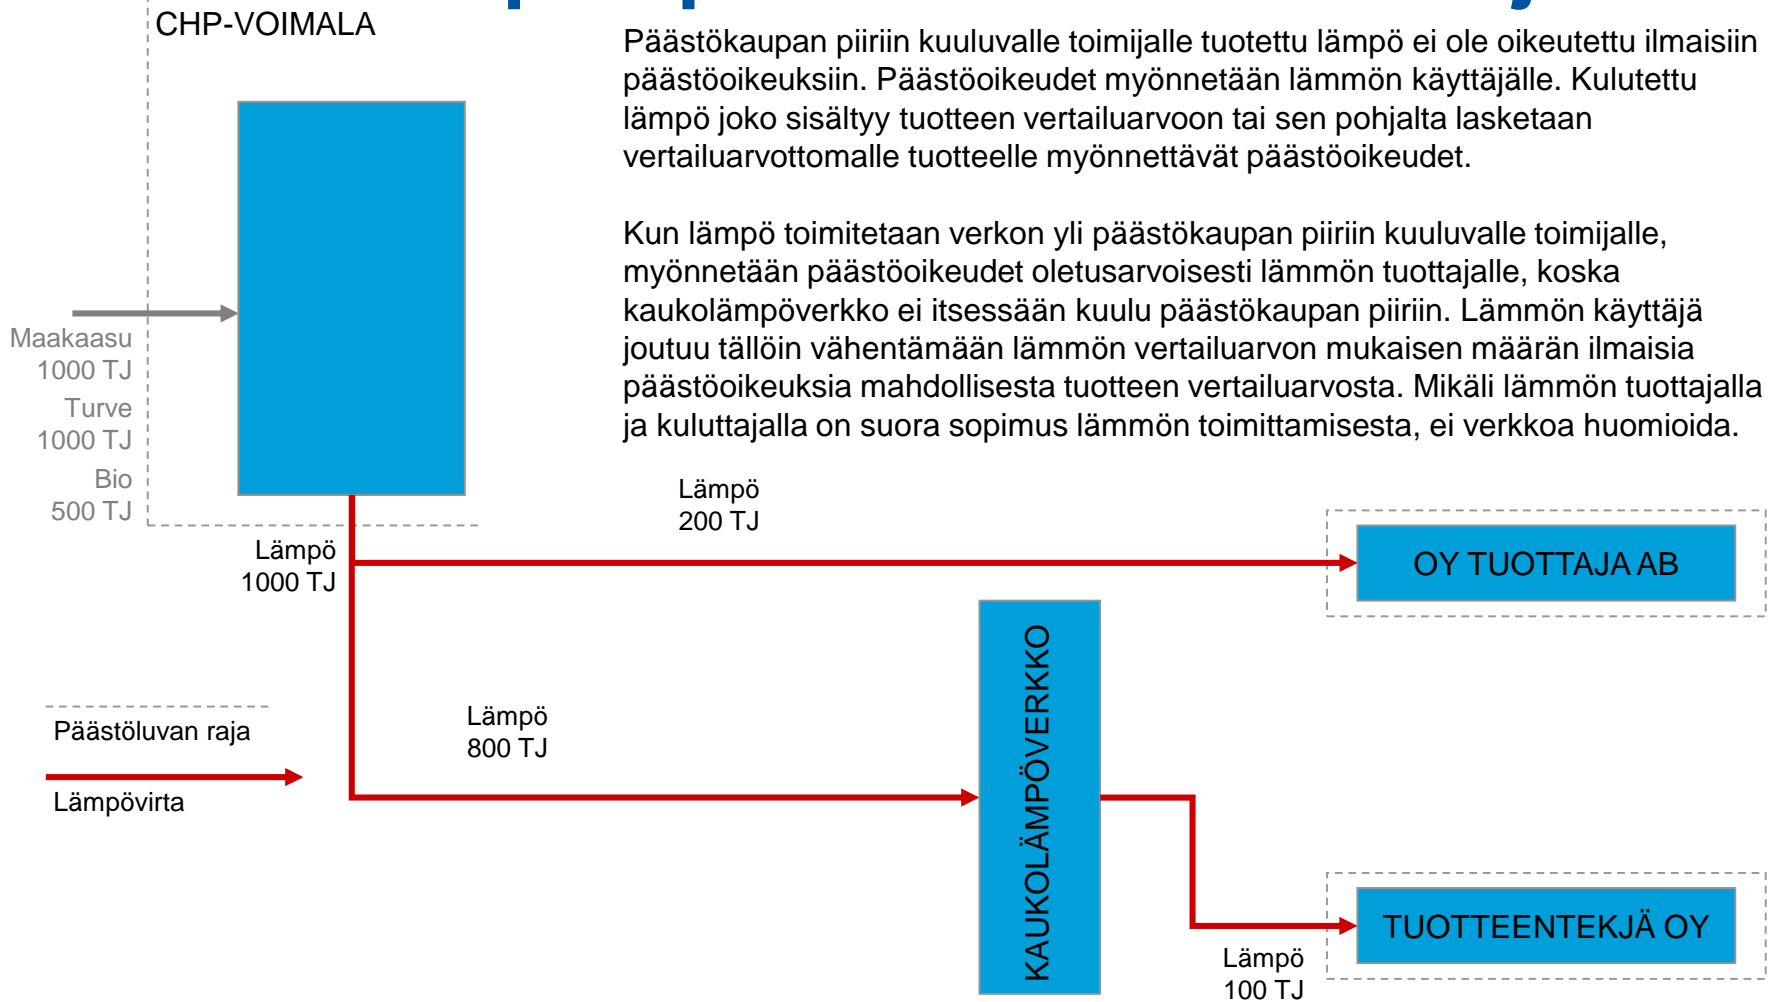 CHP-VOIMALA
Päästökaupan piiriin kuuluvalle toimijalle tuotettu lämpö ei ole oikeutettu ilmaisiin
päästöoikeuksiin. Päästöoikeudet myönnetään lämmön käyttäjälle. Kulutettu
lämpö joko sisältyy tuotteen vertailuarvoon tai sen pohjalta lasketaan
vertailuarvottomalle tuotteelle myönnettävät päästöoikeudet.
Kun lämpö toimitetaan verkon yli päästökaupan piiriin kuuluvalle toimijalle,
myönnetään päästöoikeudet oletusarvoisesti lämmön tuottajalle, koska
kaukolämpöverkko ei itsessään kuulu päästökaupan piiriin. Lämmön käyttäjä
joutuu tällöin vähentämään lämmön vertailuarvon mukaisen määrän ilmaisia
päästöoikeuksia mahdollisesta tuotteen vertailuarvosta. Mikäli lämmön tuottajalla
ja kuluttajalla on suora sopimus lämmön toimittamisesta, ei verkkoa huomioida.
Maakaasu
1000 TJ
Turve
1000 TJ
Bio
500 TJ
Lämpö
1000 TJ
Lämpö
200 TJ
OY TUOTTAJA AB
Lämpö
800 TJ
KAUKOLÄMPÖVERKKO
Lämpö
100 TJ
TUOTTEENTEKJÄ OY
Päästöluvan raja
Lämpövirta